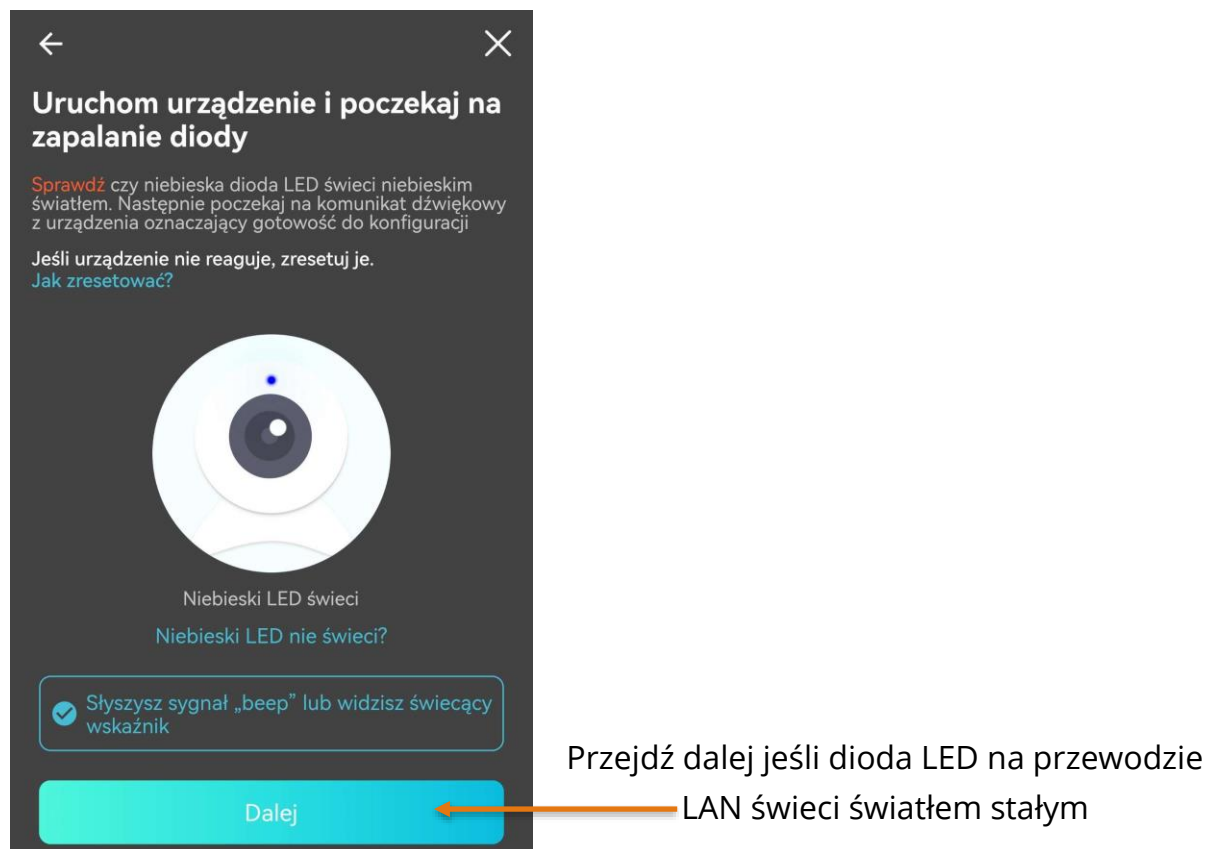 Uruchom urządzenie i poczekaj na
zapalanie diody
Sprawdź czy niebieska dioda LED świeci niebieskim
światłem. Następnie poczekaj na komunikat dźwiękowy
z urządzenia oznaczający gotowość do konfiguracji
Jeśli urządzenie nie reaguje, zresetuj je.
Jak zresetować?
Niebieski LED świeci
Niebieski LED nie świeci?
Słyszysz sygnał „beep” lub widzisz świecący
wskaźnik
Dalej
Przejdź dalej jeśli dioda LED na przewodzie
LAN świeci światłem stałym